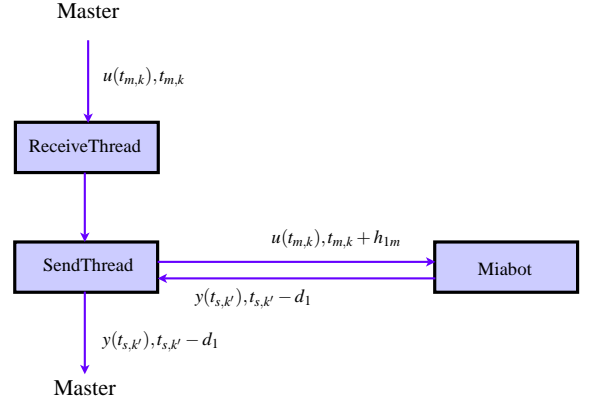 Master
u(t_{m,k}), t_{m,k}
ReceiveThread
u(t_{m,k}), t_{m,k} + h_{1m}
SendThread
Miabot
y(t_{s,k'}), t_{s,k'} − d_1
y(t_{s,k'}), t_{s,k'} − d_1
Master